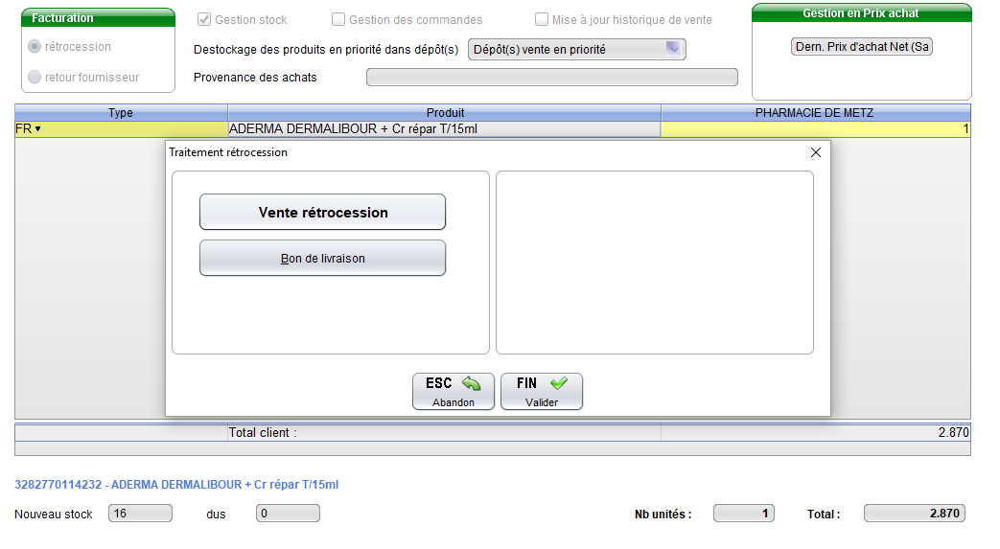 Facturation
Gestion stock
Gestion des commandes
Mise à jour historique de vente
Gestion en Prix achat
rétrocession
Destockage des produits en priorité dans dépôt(s)
Dépôt(s) vente en priorité
Dern. Prix d'achat Net (Sa
retour fournisseur
Provenance des achats
Type
Produit
PHARMACIE DE METZ
FR
ADERMA DERMALIBOUR + Cr répar T/15ml
1
Traitement rétrocession
Vente rétrocession
Bon de livraison
ESC
Abandon
FIN
Valider
Total client :
2.870
3282770114232 - ADERMA DERMALIBOUR + Cr répar T/15ml
Nouveau stock
16
dus
0
Nb unités :
1
Total :
2.870